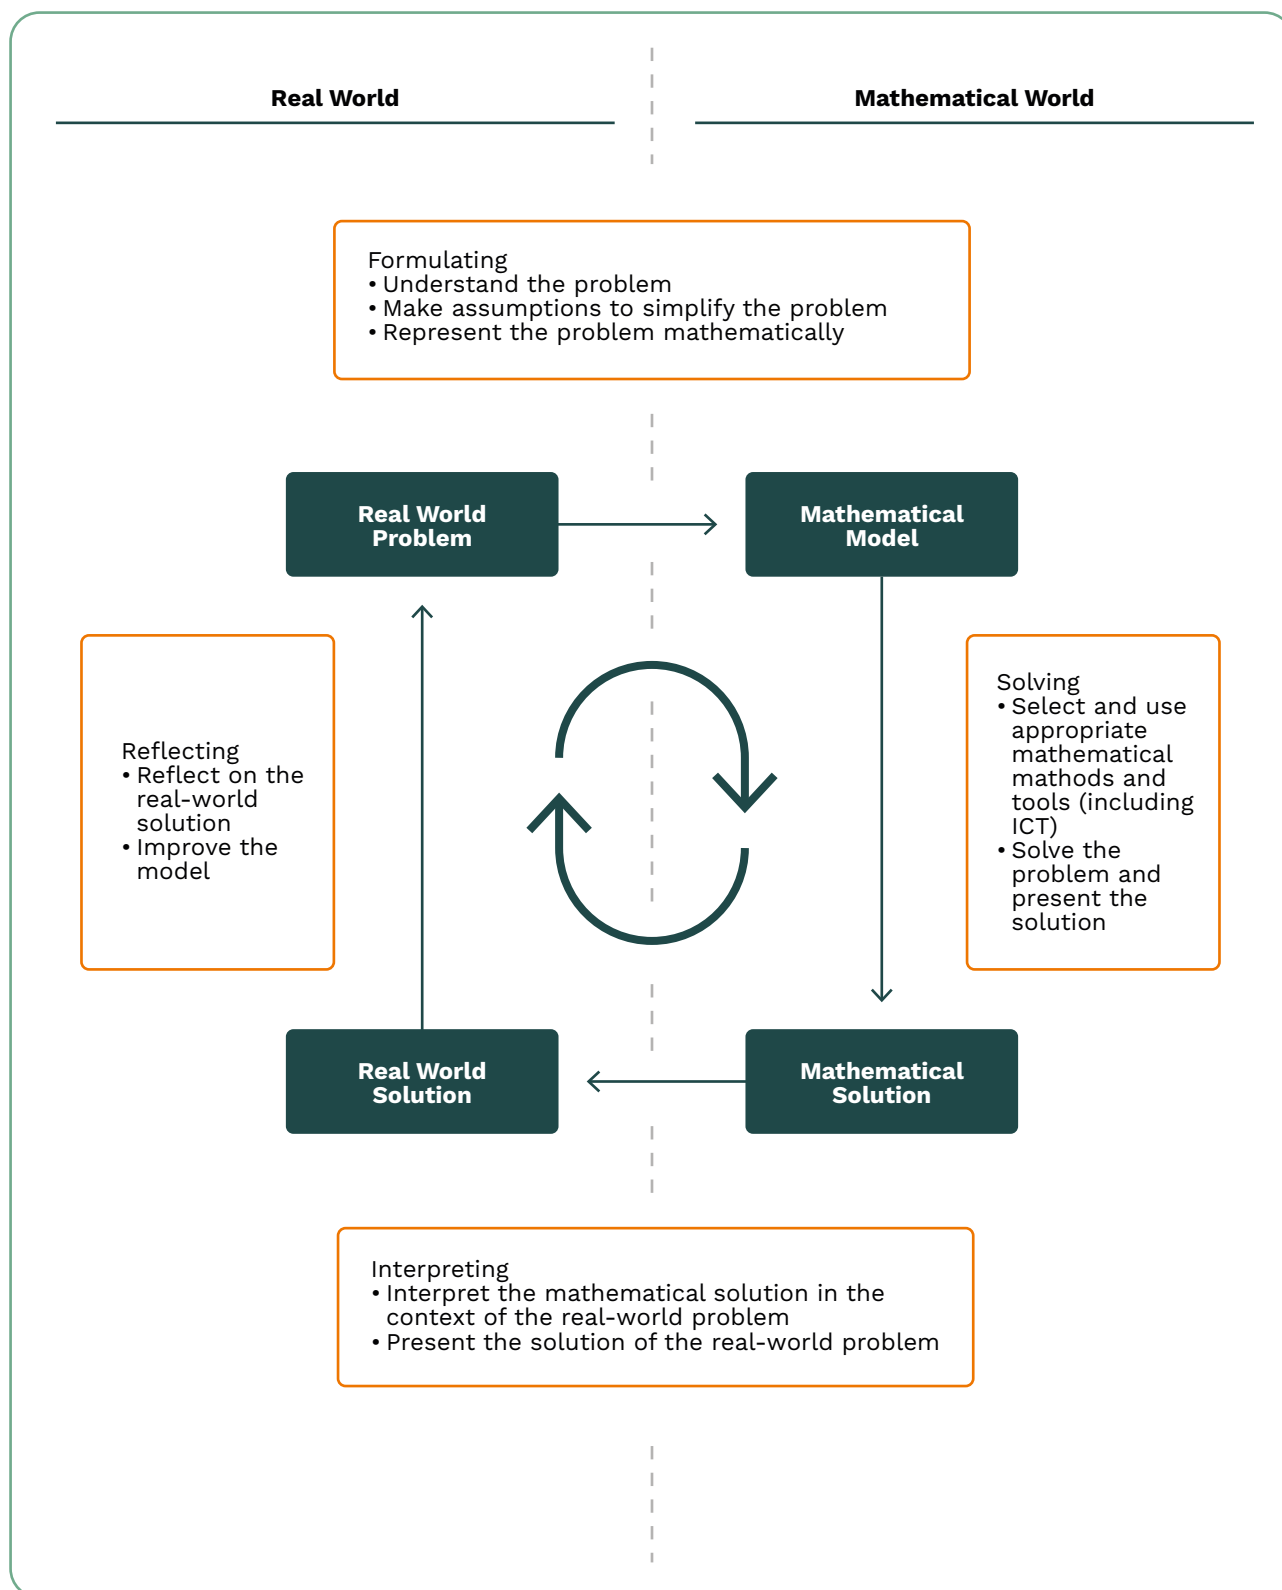 Real World
Mathematical World
Formulating
• Understand the problem
• Make assumptions to simplify the problem
• Represent the problem mathematically
Real World
Problem
Mathematical
Model
Reflecting
• Reflect on the
real-world
solution
• Improve the
model
Solving
• Select and use
appropriate
mathematical
mathods and
tools (including
ICT)
• Solve the
problem and
present the
solution
Real World
Solution
Mathematical
Solution
Interpreting
• Interpret the mathematical solution in the
context of the real-world problem
• Present the solution of the real-world problem